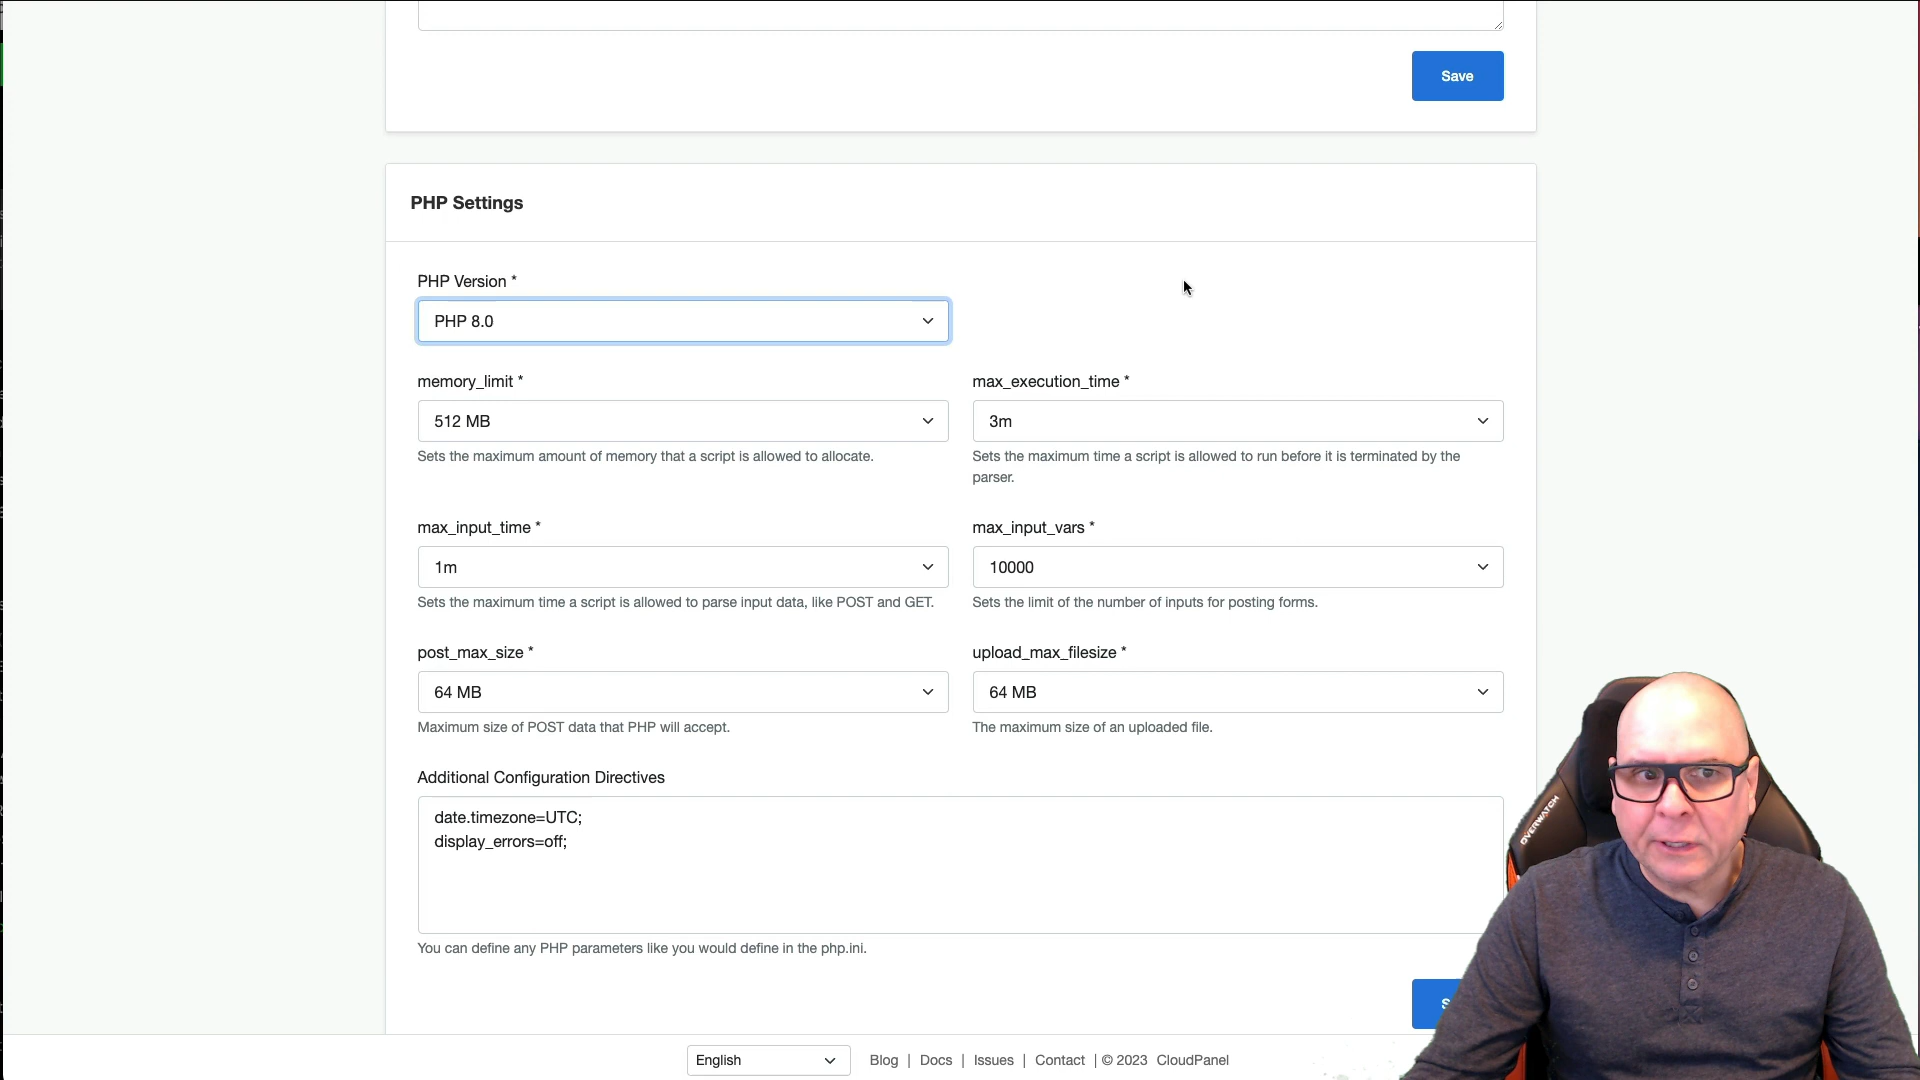 Save
PHP Settings
PHP Version *
PHP 8.0
memory_limit *
max_execution_time *
512 MB
3m
Sets the maximum amount of memory that a script is allowed to allocate.
Sets the maximum time a script is allowed to run before it is terminated by the
parser.
max_input_time *
max_input_vars *
1m
10000
Sets the maximum time a script is allowed to parse input data, like POST and GET.
Sets the limit of the number of inputs for posting forms.
post_max_size *
upload_max_filesize *
64 MB
64 MB
Maximum size of POST data that PHP will accept.
The maximum size of an uploaded file.
Additional Configuration Directives
date.timezone=UTC;
display_errors=off;
You can define any PHP parameters like you would define in the php.ini.
OVERWATCH
English
Blog | Docs | Issues | Contact | © 2023 CloudPanel